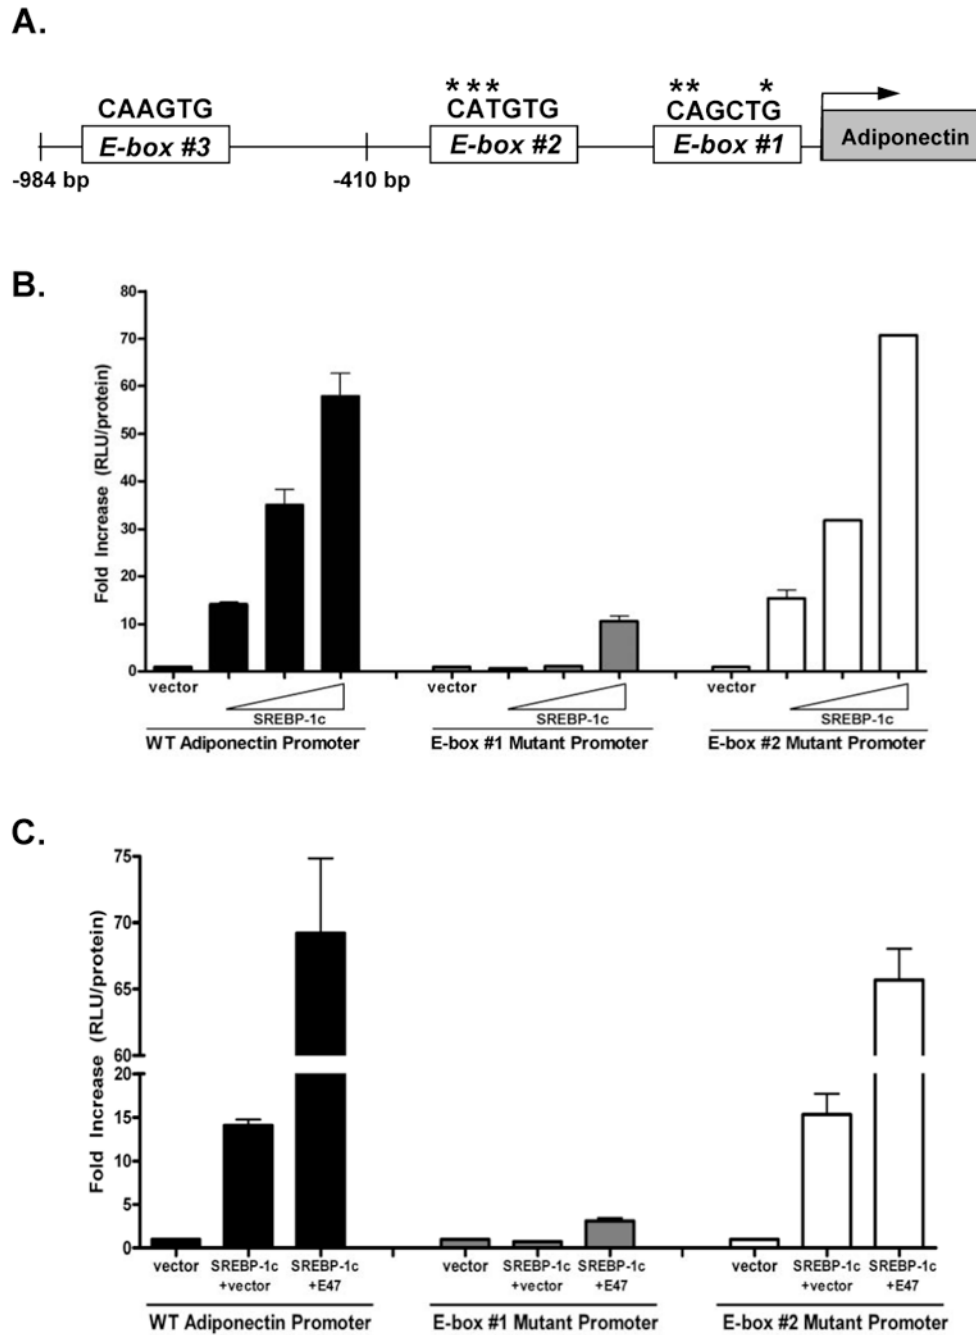 A.
*** ** *
CAAGTG CATGTG CAGCTG
E-box #3 E-box #2 E-box #1 Adiponectin
-984 bp -410 bp
B.
Fold Increase (RLU/protein)
80
70
60
50
40
30
20
10
0
vector vector vector
SREBP-1c SREBP-1c SREBP-1c
WT Adiponectin Promoter E-box #1 Mutant Promoter E-box #2 Mutant Promoter
C.
Fold Increase (RLU/protein)
75
70
65
60
20
15
10
5
0
vector SREBP-1c SREBP-1c vector SREBP-1c SREBP-1c vector SREBP-1c SREBP-1c
+vector +E47 +vector +E47 +vector +E47
WT Adiponectin Promoter E-box #1 Mutant Promoter E-box #2 Mutant Promoter